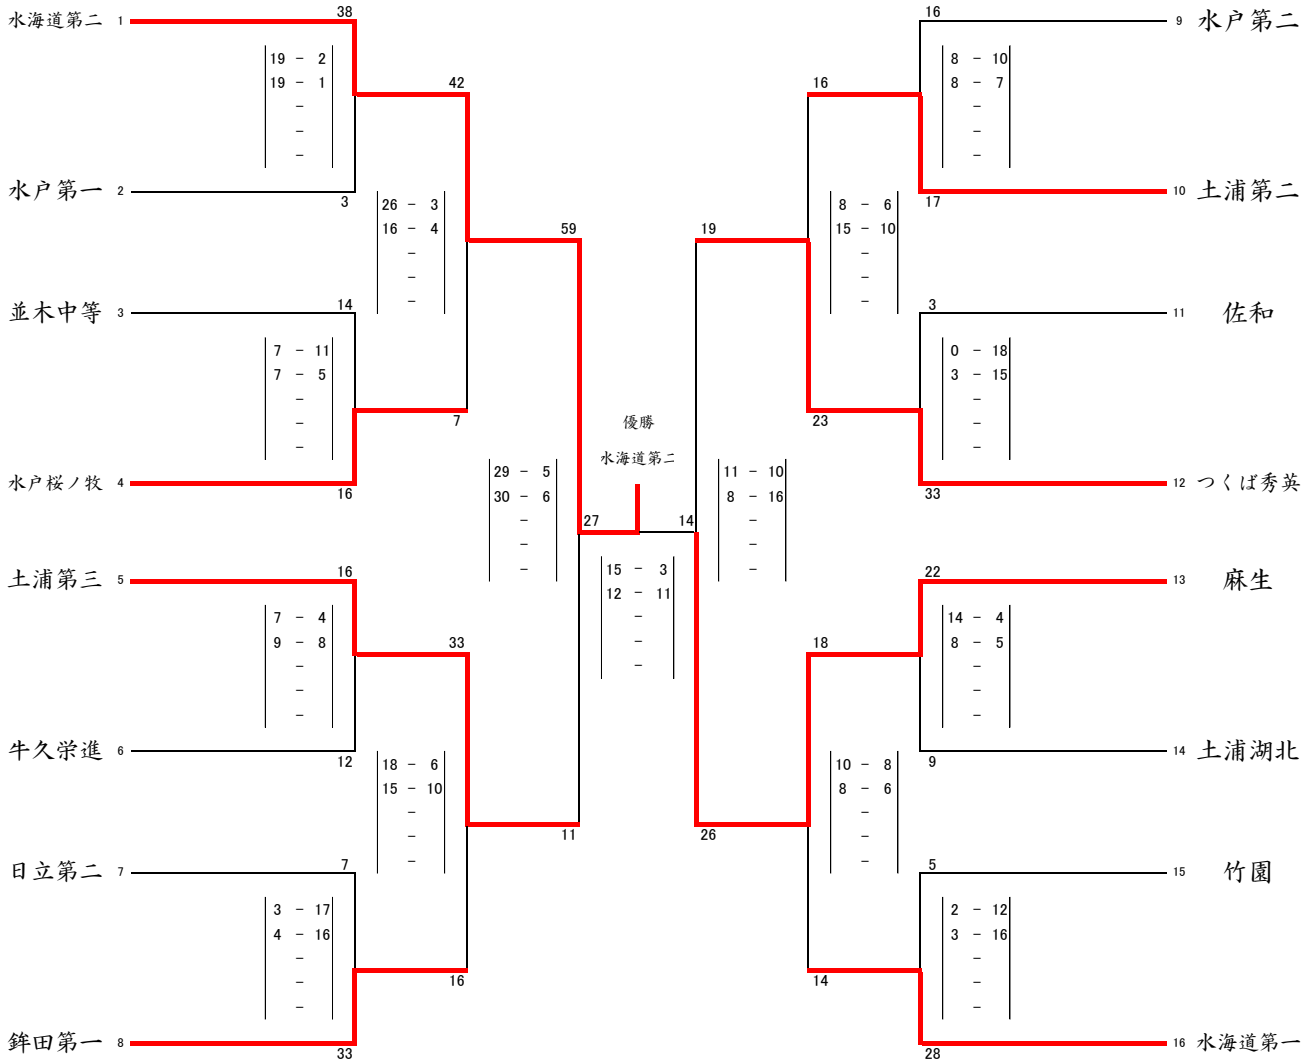 水海道第二 1 38
19 - 2
19 - 1
-
-
-
水戸第一 2 3
42
26 - 3
16 - 4
-
-
-
並木中等 3 14
7 - 11
7 - 5
-
-
-
水戸桜ノ牧 4 16
7
59
29 - 5
30 - 6
-
-
-
土浦第三 5 16
7 - 4
9 - 8
-
-
-
牛久栄進 6 12
33
18 - 6
15 - 10
-
-
-
日立第二 7 7
3 - 17
4 - 16
-
-
-
鉾田第一 8 33
16
11
優勝
水海道第二
27 14
15 - 3
12 - 11
-
-
-
16 9 水戸第二
8 - 10
8 - 7
-
-
-
17 10 土浦第二
16
8 - 6
15 - 10
-
-
-
3 11 佐和
0 - 18
3 - 15
-
-
-
33 12 つくば秀英
23
19
11 - 10
8 - 16
-
-
-
22 13 麻生
14 - 4
8 - 5
-
-
-
9 14 土浦湖北
18
10 - 8
8 - 6
-
-
-
5 15 竹園
2 - 12
3 - 16
-
-
-
28 16 水海道第一
14
26